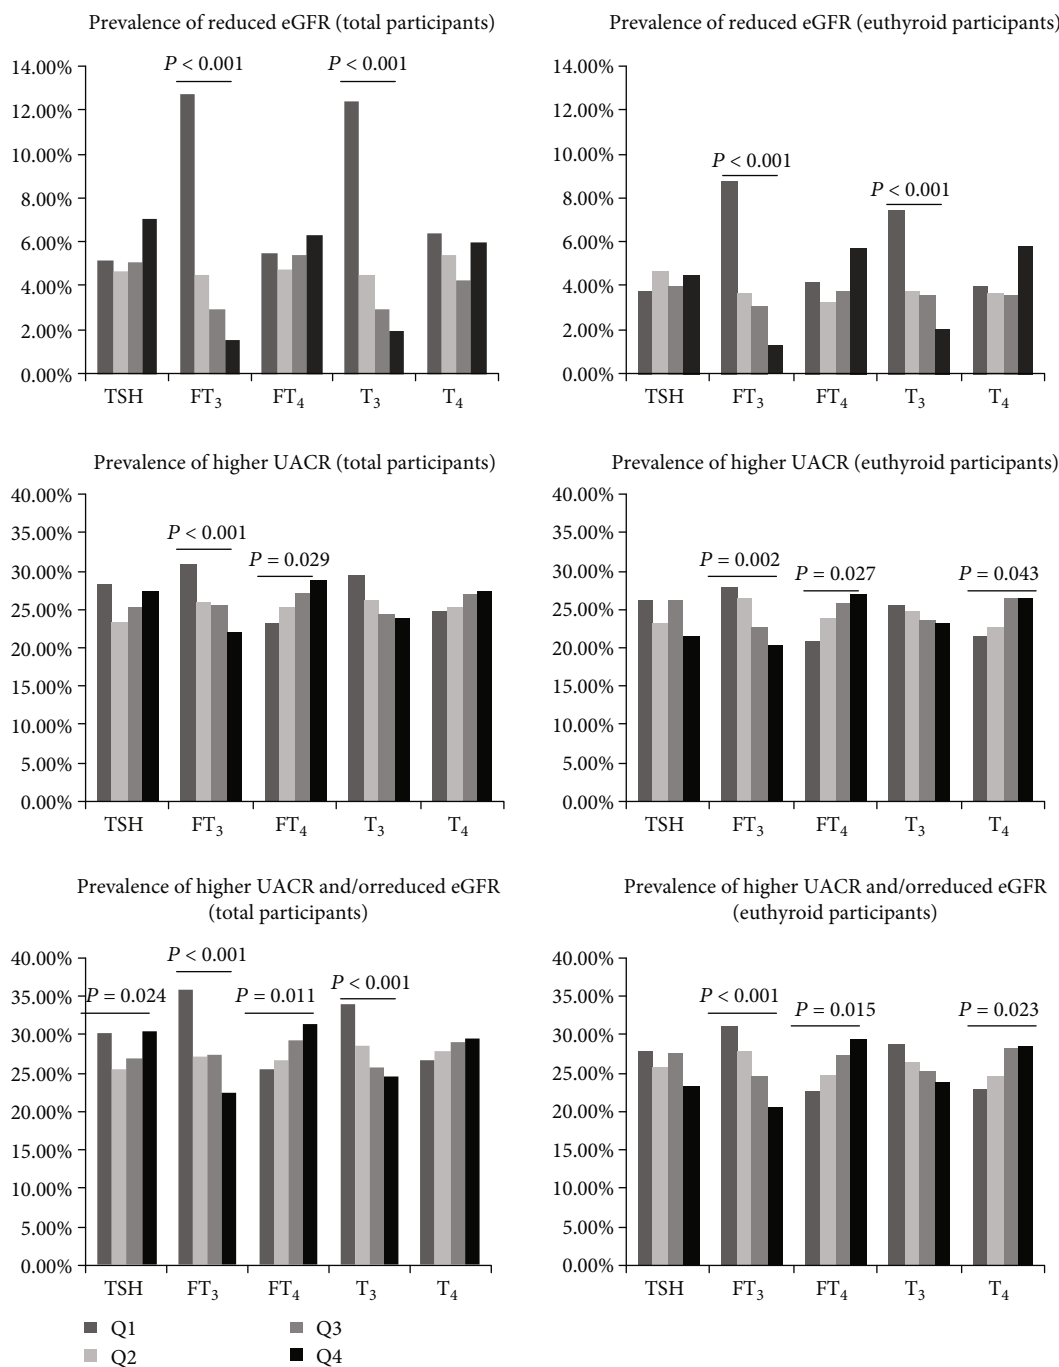 Prevalence of reduced eGFR (total participants)
14.00%
12.00%
10.00%
8.00%
6.00%
4.00%
2.00%
0.00%
P < 0.001
P < 0.001
TSH FT3 FT4 T3 T4
Prevalence of reduced eGFR (euthyroid participants)
14.00%
12.00%
10.00%
8.00%
6.00%
4.00%
2.00%
0.00%
P < 0.001
P < 0.001
TSH FT3 FT4 T3 T4
Prevalence of higher UACR (total participants)
40.00%
35.00%
30.00%
25.00%
20.00%
15.00%
10.00%
5.00%
0.00%
P < 0.001
P = 0.029
TSH FT3 FT4 T3 T4
Prevalence of higher UACR (euthyroid participants)
40.00%
35.00%
30.00%
25.00%
20.00%
15.00%
10.00%
5.00%
0.00%
P = 0.002
P = 0.027
P = 0.043
TSH FT3 FT4 T3 T4
Prevalence of higher UACR and/orreduced eGFR
(total participants)
40.00%
35.00%
30.00%
25.00%
20.00%
15.00%
10.00%
5.00%
0.00%
P = 0.024
P < 0.001
P = 0.011
P < 0.001
TSH FT3 FT4 T3 T4
Prevalence of higher UACR and/orreduced eGFR
(euthyroid participants)
40.00%
35.00%
30.00%
25.00%
20.00%
15.00%
10.00%
5.00%
0.00%
P < 0.001
P = 0.015
P = 0.023
TSH FT3 FT4 T3 T4
Q1 Q3
Q2 Q4